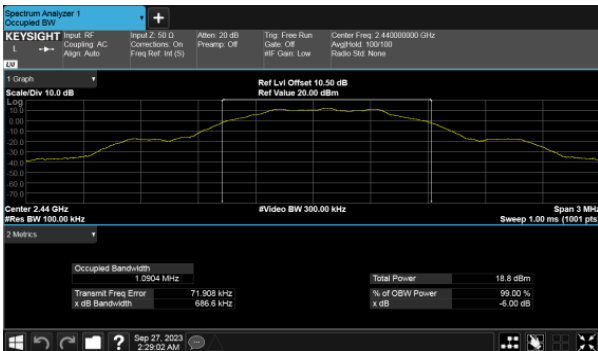 Spectrum Analyzer 1
Occupied BW
+
KEYSIGHT Input: RF Input Z: 50 Ω Atten: 20 dB Trig: Free Run Center Freq: 2.440000000 GHz
L Coupling: AC Corrections: On Preamp: Off Gate: Off Avg|Hold: 100/100
Align: Auto Freq Ref: Int (S) #IF Gain: Low Radio Std: None
LXI
1 Graph
Ref Lvl Offset 10.50 dB
Scale/Div 10.0 dB Ref Value 20.00 dBm
Log
10.0
0.00
-10.0
-20.0
-30.0
-40.0
-50.0
-60.0
-70.0
Center 2.44 GHz #Video BW 300.00 kHz Span 3 MHz
#Res BW 100.00 kHz Sweep 1.00 ms (1001 pts
2 Metrics
Occupied Bandwidth
1.0904 MHz Total Power 18.8 dBm
Transmit Freq Error 71.908 kHz % of OBW Power 99.00 %
x dB Bandwidth 686.6 kHz x dB -6.00 dB
? Sep 27, 2023
2:29:02 AM